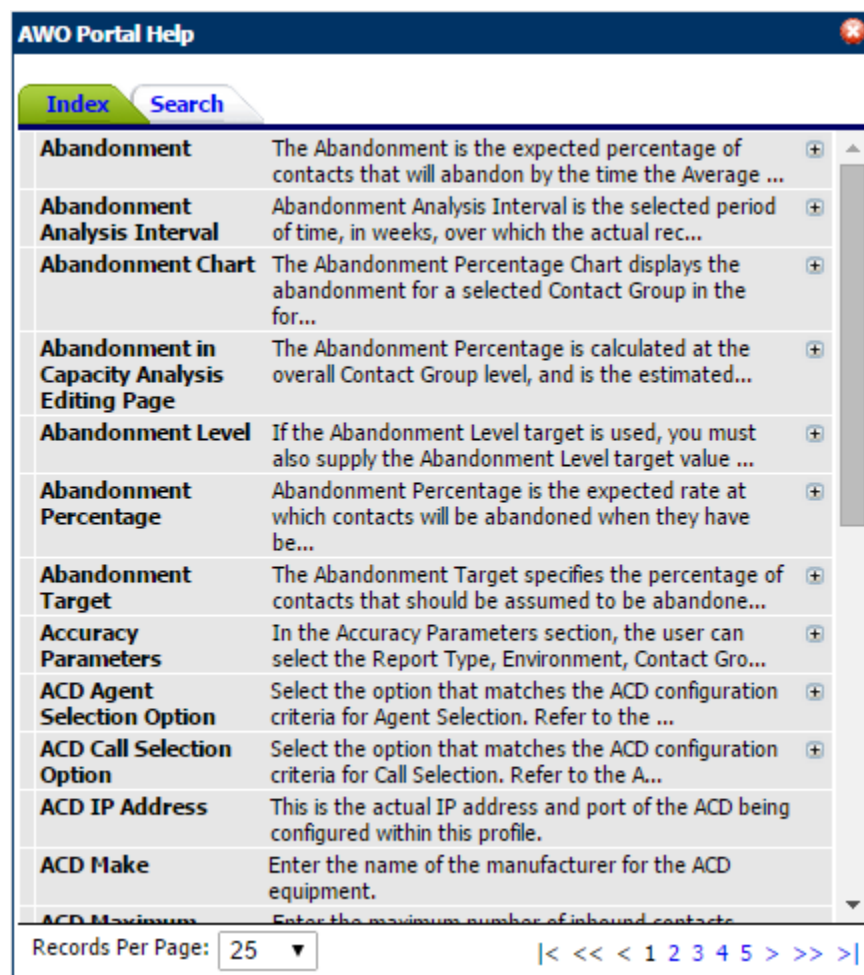 AWO Portal Help
Index Search
Abandonment The Abandonment is the expected percentage of
contacts that will abandon by the time the Average ...
Abandonment Abandonment Analysis Interval is the selected period
Analysis Interval of time, in weeks, over which the actual rec...
Abandonment Chart The Abandonment Percentage Chart displays the
abandonment for a selected Contact Group in the
for...
Abandonment in The Abandonment Percentage is calculated at the
Capacity Analysis overall Contact Group level, and is the estimated...
Editing Page
Abandonment Level If the Abandonment Level target is used, you must
also supply the Abandonment Level target value ...
Abandonment Abandonment Percentage is the expected rate at
Percentage which contacts will be abandoned when they have
be...
Abandonment The Abandonment Target specifies the percentage of
Target contacts that should be assumed to be abandone...
Accuracy In the Accuracy Parameters section, the user can
Parameters select the Report Type, Environment, Contact Gro...
ACD Agent Select the option that matches the ACD configuration
Selection Option criteria for Agent Selection. Refer to the ...
ACD Call Selection Select the option that matches the ACD configuration
Option criteria for Call Selection. Refer to the A...
ACD IP Address This is the actual IP address and port of the ACD being
configured within this profile.
ACD Make Enter the name of the manufacturer for the ACD
equipment.
ACD Maximum Enter the maximum number of inbound contacts
Records Per Page: 25 |< << < 1 2 3 4 5 > >> >|